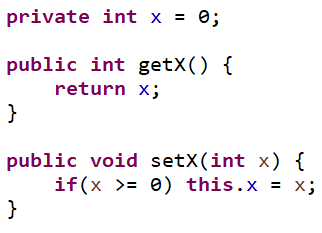 private int x = 0;

public int getX() {
    return x;
}

public void setX(int x) {
    if(x >= 0) this.x = x;
}